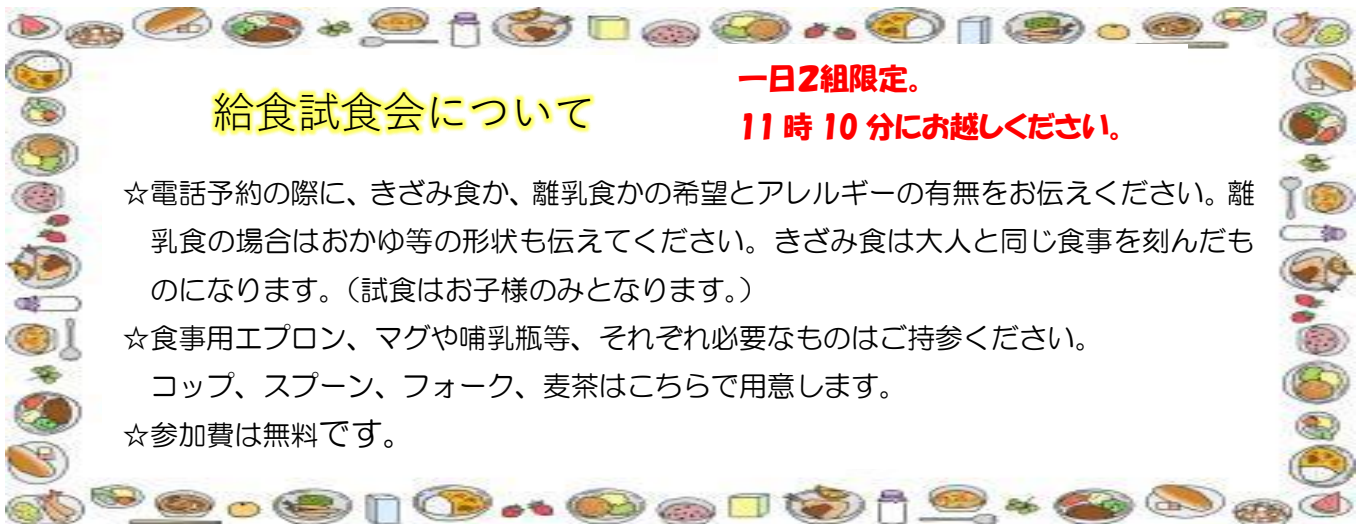 給食試食会について
一日2組限定。
11時10分にお越しください。
☆電話予約の際に、きざみ食か、離乳食かの希望とアレルギーの有無をお伝えください。離
乳食の場合はおかゆ等の形状も伝えてください。きざみ食は大人と同じ食事を刻んだも
のになります。（試食はお子様のみとなります。）
☆食事用エプロン、マグや哺乳瓶等、それぞれ必要なものはご持参ください。
コップ、スプーン、フォーク、麦茶はこちらで用意します。
☆参加費は無料です。